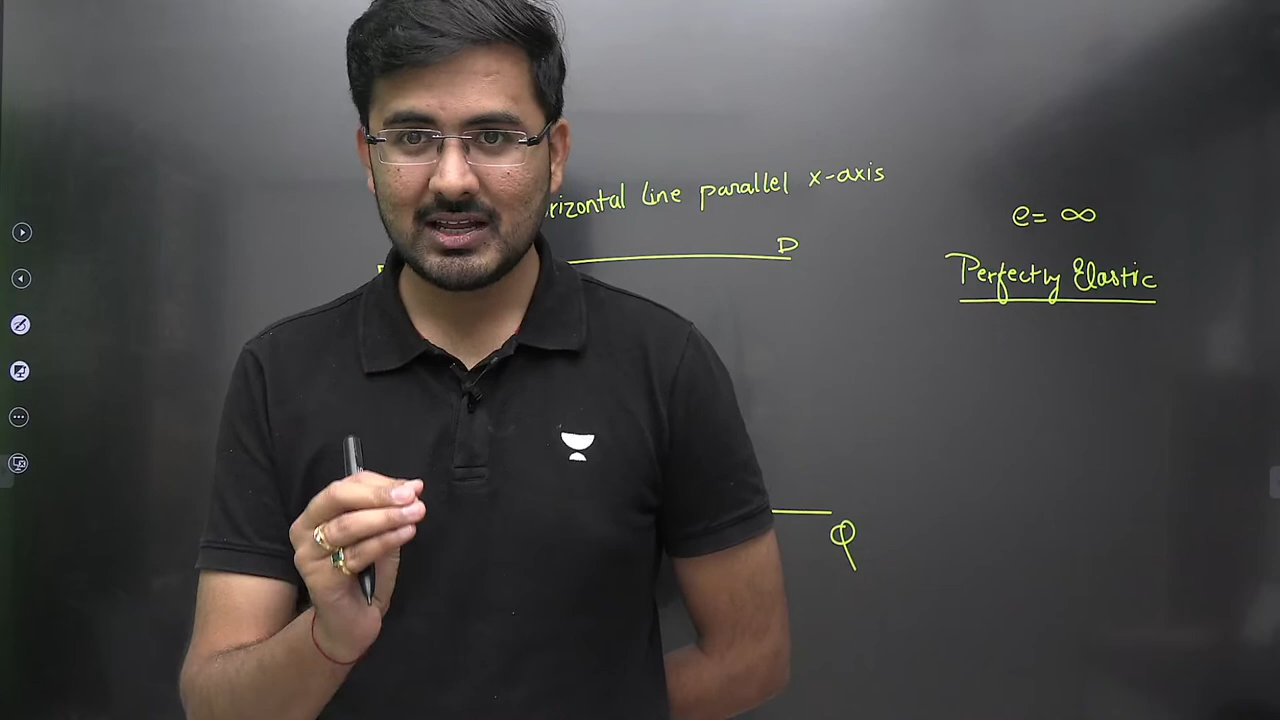 rizontal Line parallel x-axis
e= ∞
D
Perfectly Elastic
Q